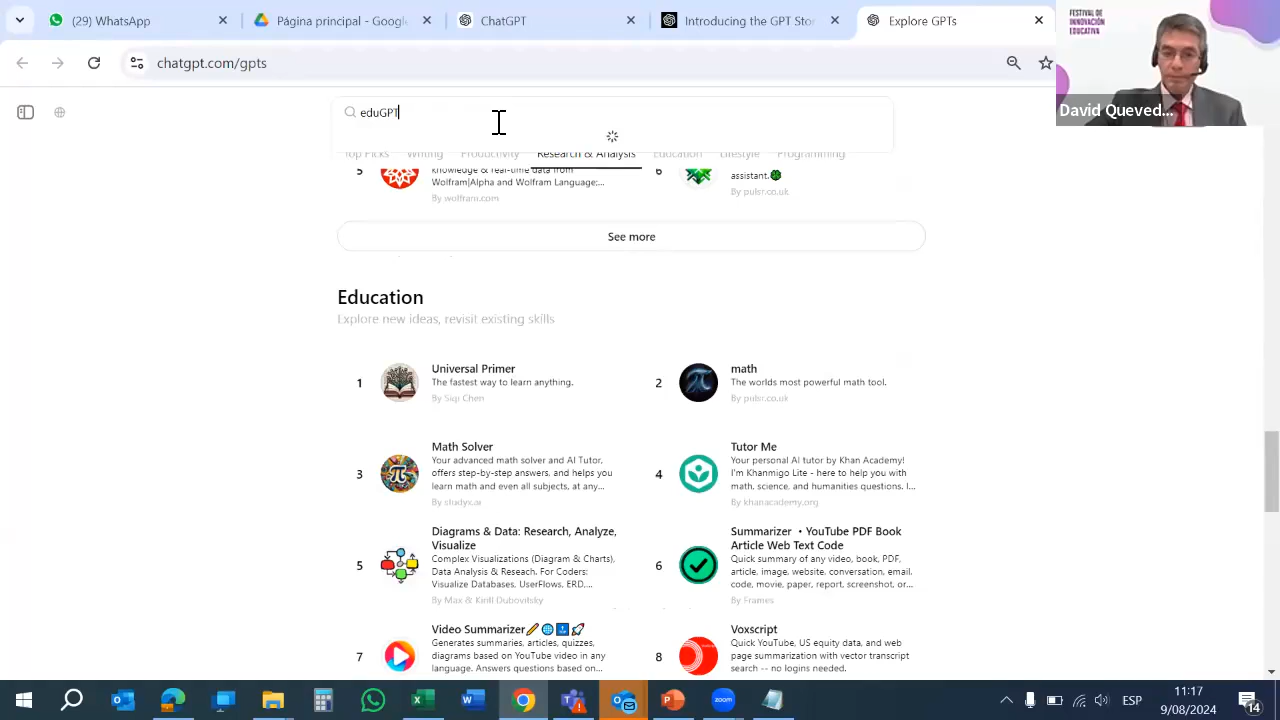 (22) WhatsApp
Página principal - Wor
ChatGPT
Introducing the GPT Store
Explore GPTs
chatgpt.com/gpts
FESTIVAL DE
INNOVACIÓN
EDUCATIVA
David Queved...
eduGPT
Top Picks
Writing
Productivity
Research & Analysis
Education
Lifestyle
Programming
5
knowledge & real-time data from
Wolfram|Alpha and Wolfram Language;...
By wolfram.com
6
assistant.
By pulsr.co.uk
See more
Education
Explore new ideas, revisit existing skills
1
Universal Primer
The fastest way to learn anything.
By Siqi Chen
2
math
The worlds most powerful math tool.
By pulsr.co.uk
3
Math Solver
Your advanced math solver and AI Tutor,
offers step-by-step answers, and helps you
learn math and even all subjects, at any...
By studyx.ai
4
Tutor Me
Your personal AI tutor by Khan Academy!
I'm Khanmigo Lite - here to help you with
math, science, and humanities questions. I...
By khanacademy.org
5
Diagrams & Data: Research, Analyze,
Visualize
Complex Visualizations (Diagram & Charts),
Data Analysis & Reseach. For Coders:
Visualize Databases, UserFlows, ERD,...
By Max & Kirill Dubovitsky
6
Summarizer • YouTube PDF Book
Article Web Text Code
Quick summary of any video, book, PDF,
article, image, website, conversation, email,
code, movie, paper, report, screenshot, or...
By Frames
7
Video Summarizer
Generates summaries, articles, quizzes,
diagrams based on YouTube video in any
language. Answers questions based on...
8
Voxscript
Quick YouTube, US equity data, and web
page summarization with vector transcript
search -- no logins needed.
zoom
ESP
11:17
9/08/2024
14